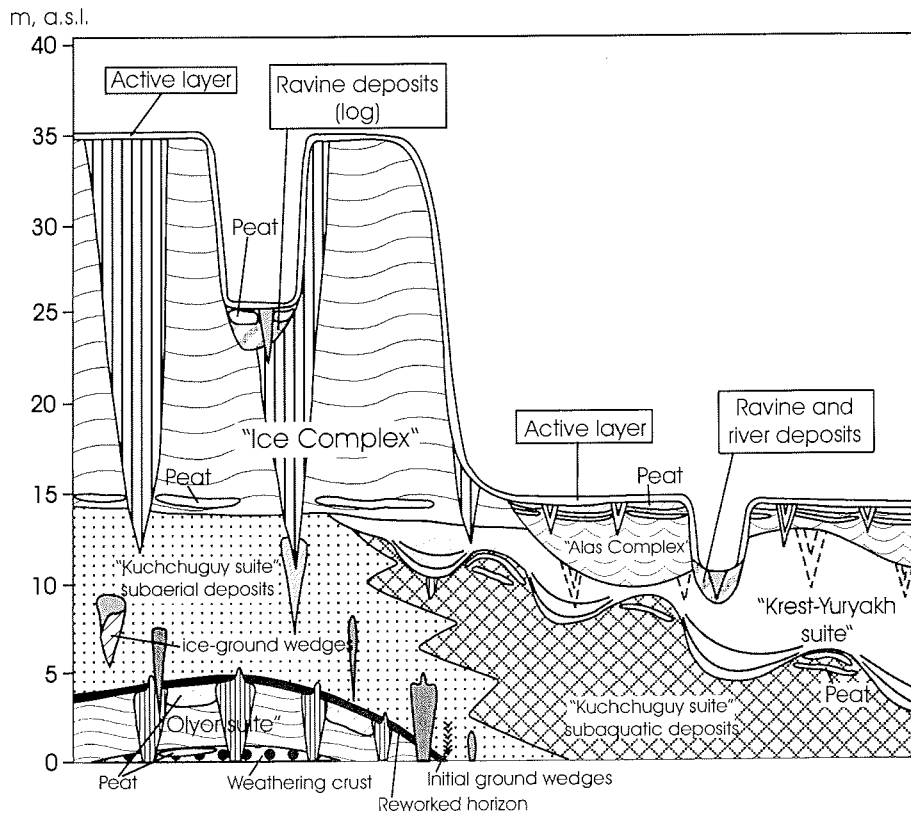 m, a.s.l.
40
35
30
25
20
15
10
5
0
Active layer
Ravine deposits
(log)
Peat
"Ice Complex"
Peat
Active layer
Ravine and
river deposits
Peat
"Alas Complex"
"Kuchchuguy suite"
subaerial deposits
ice-ground wedges
"Krest-Yuryakh
suite"
Peat
"Olyor suite"
"Kuchchuguy suite"
subaquatic deposits
Peat
Weathering crust
Initial ground wedges
Reworked horizon